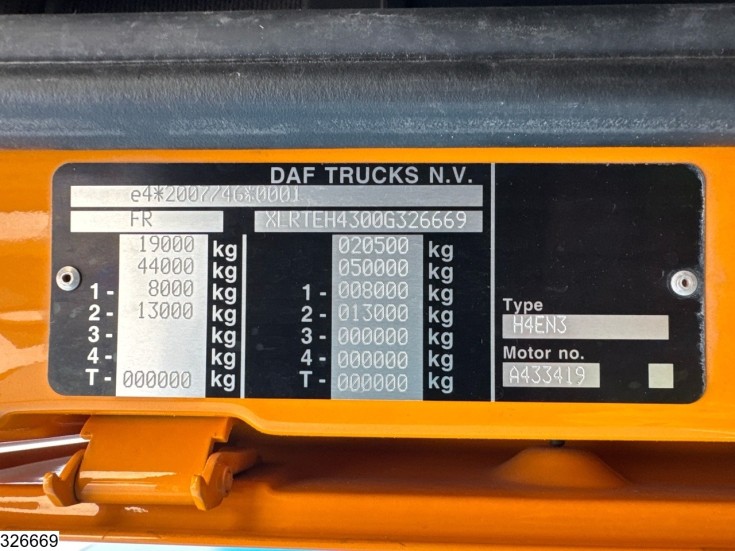 DAF TRUCKS N.V.
e4*2007/46*0001
FR XLRTEH4300G326669
19000 kg 020500 kg
44000 kg 050000 kg
1- 8000 kg 1- 008000 kg
2- 13000 kg 2- 013000 kg
3- kg 3- 000000 kg
4- kg 4- 000000 kg
T- 000000 kg T- 000000 kg
Type
H4EN3
Motor no.
A433419
326669